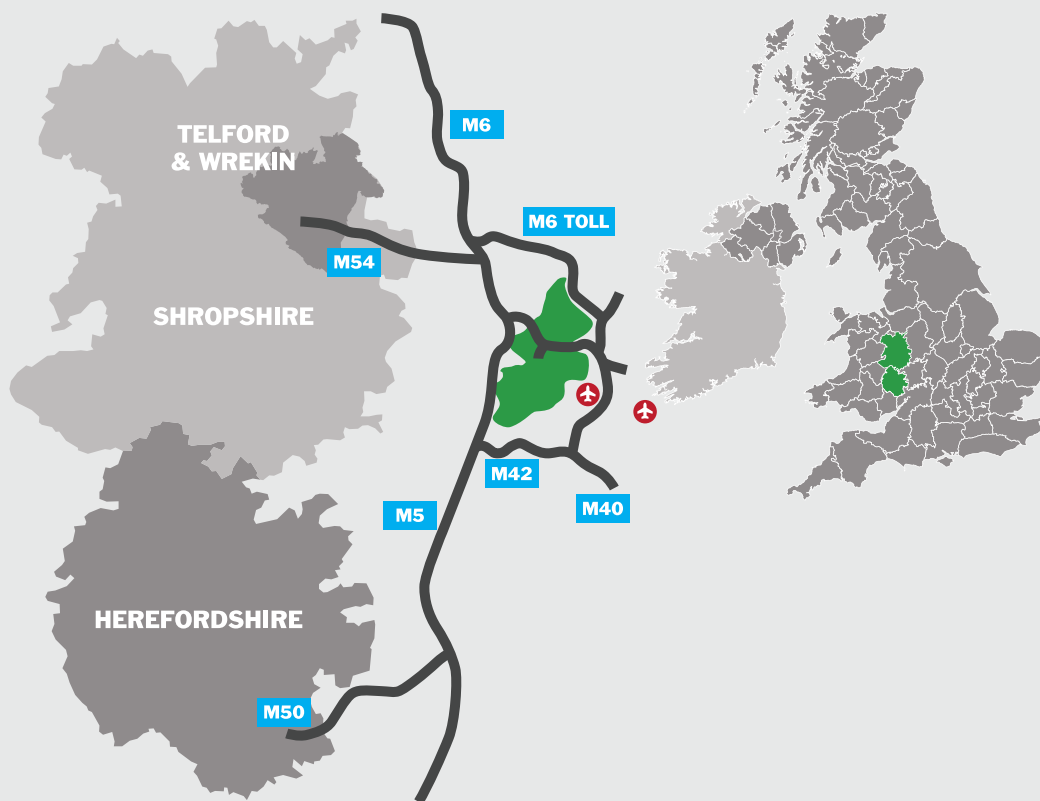 M6
TELFORD
& WREKIN
M6 TOLL
M54
SHROPSHIRE
M42
M40
M5
HEREFORDSHIRE
M50